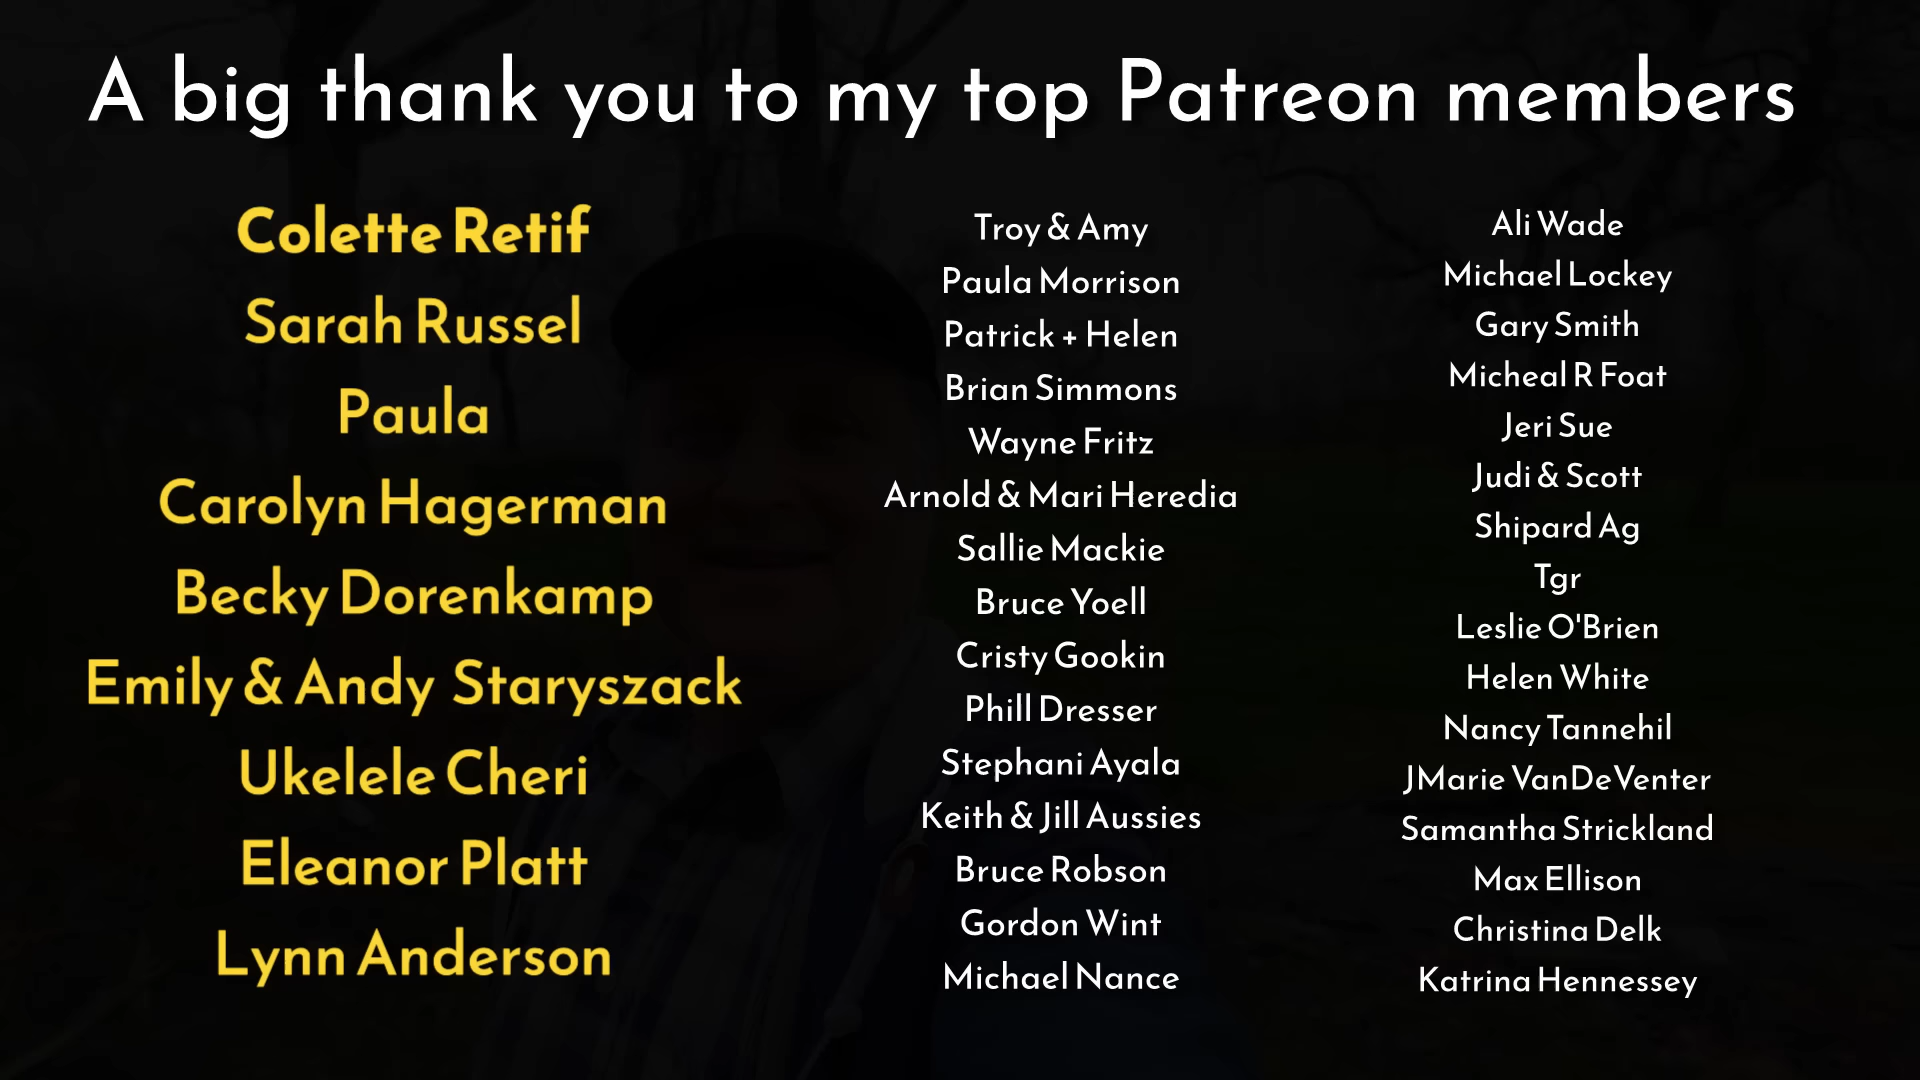 A big thank you to my top Patreon members
Colette Retif
Sarah Russel
Paula
Carolyn Hagerman
Becky Dorenkamp
Emily & Andy Staryszack
Ukelele Cheri
Eleanor Platt
Lynn Anderson
Troy & Amy
Paula Morrison
Patrick + Helen
Brian Simmons
Wayne Fritz
Arnold & Mari Heredia
Sallie Mackie
Bruce Yoell
Cristy Gookin
Phill Dresser
Stephani Ayala
Keith & Jill Aussies
Bruce Robson
Gordon Wint
Michael Nance
Ali Wade
Michael Lockey
Gary Smith
Micheal R Foat
Jeri Sue
Judi & Scott
Shipard Ag
Tgr
Leslie O'Brien
Helen White
Nancy Tannehil
JMarie VanDeVenter
Samantha Strickland
Max Ellison
Christina Delk
Katrina Hennessey